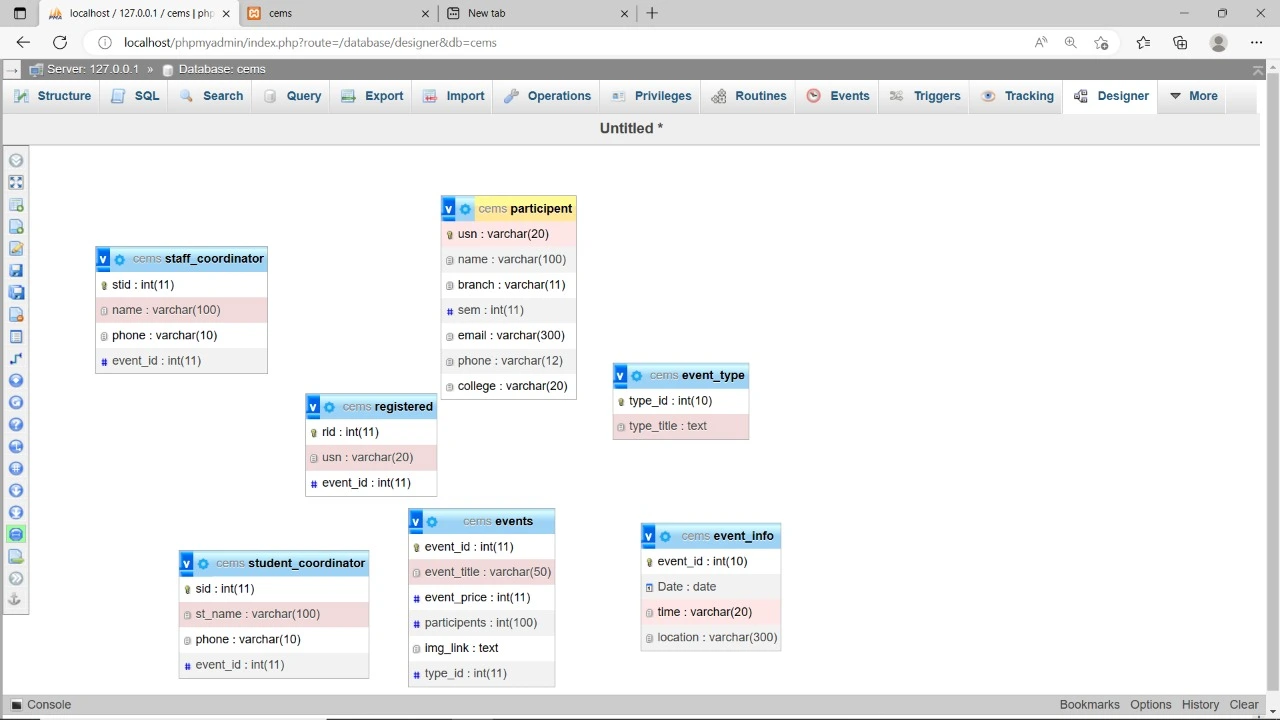 localhost / 127.0.0.1 / cems | php
cems
New tab
localhost/phpmyadmin/index.php?route=/database/designer&db=cems
Server: 127.0.0.1 » Database: cems
Structure SQL Search Query Export Import Operations Privileges Routines Events Triggers Tracking Designer More
Untitled *
v cems participent
usn : varchar(20)
name : varchar(100)
branch : varchar(11)
# sem : int(11)
email : varchar(300)
phone : varchar(12)
college : varchar(20)
v cems staff_coordinator
stid : int(11)
name : varchar(100)
phone : varchar(10)
# event_id : int(11)
v cems event_type
type_id : int(10)
type_title : text
v cems registered
rid : int(11)
usn : varchar(20)
# event_id : int(11)
v cems events
event_id : int(11)
event_title : varchar(50)
# event_price : int(11)
# participents : int(100)
img_link : text
# type_id : int(11)
v cems event_info
event_id : int(10)
Date : date
time : varchar(20)
location : varchar(300)
v cems student_coordinator
sid : int(11)
st_name : varchar(100)
phone : varchar(10)
# event_id : int(11)
Console
Bookmarks Options History Clear